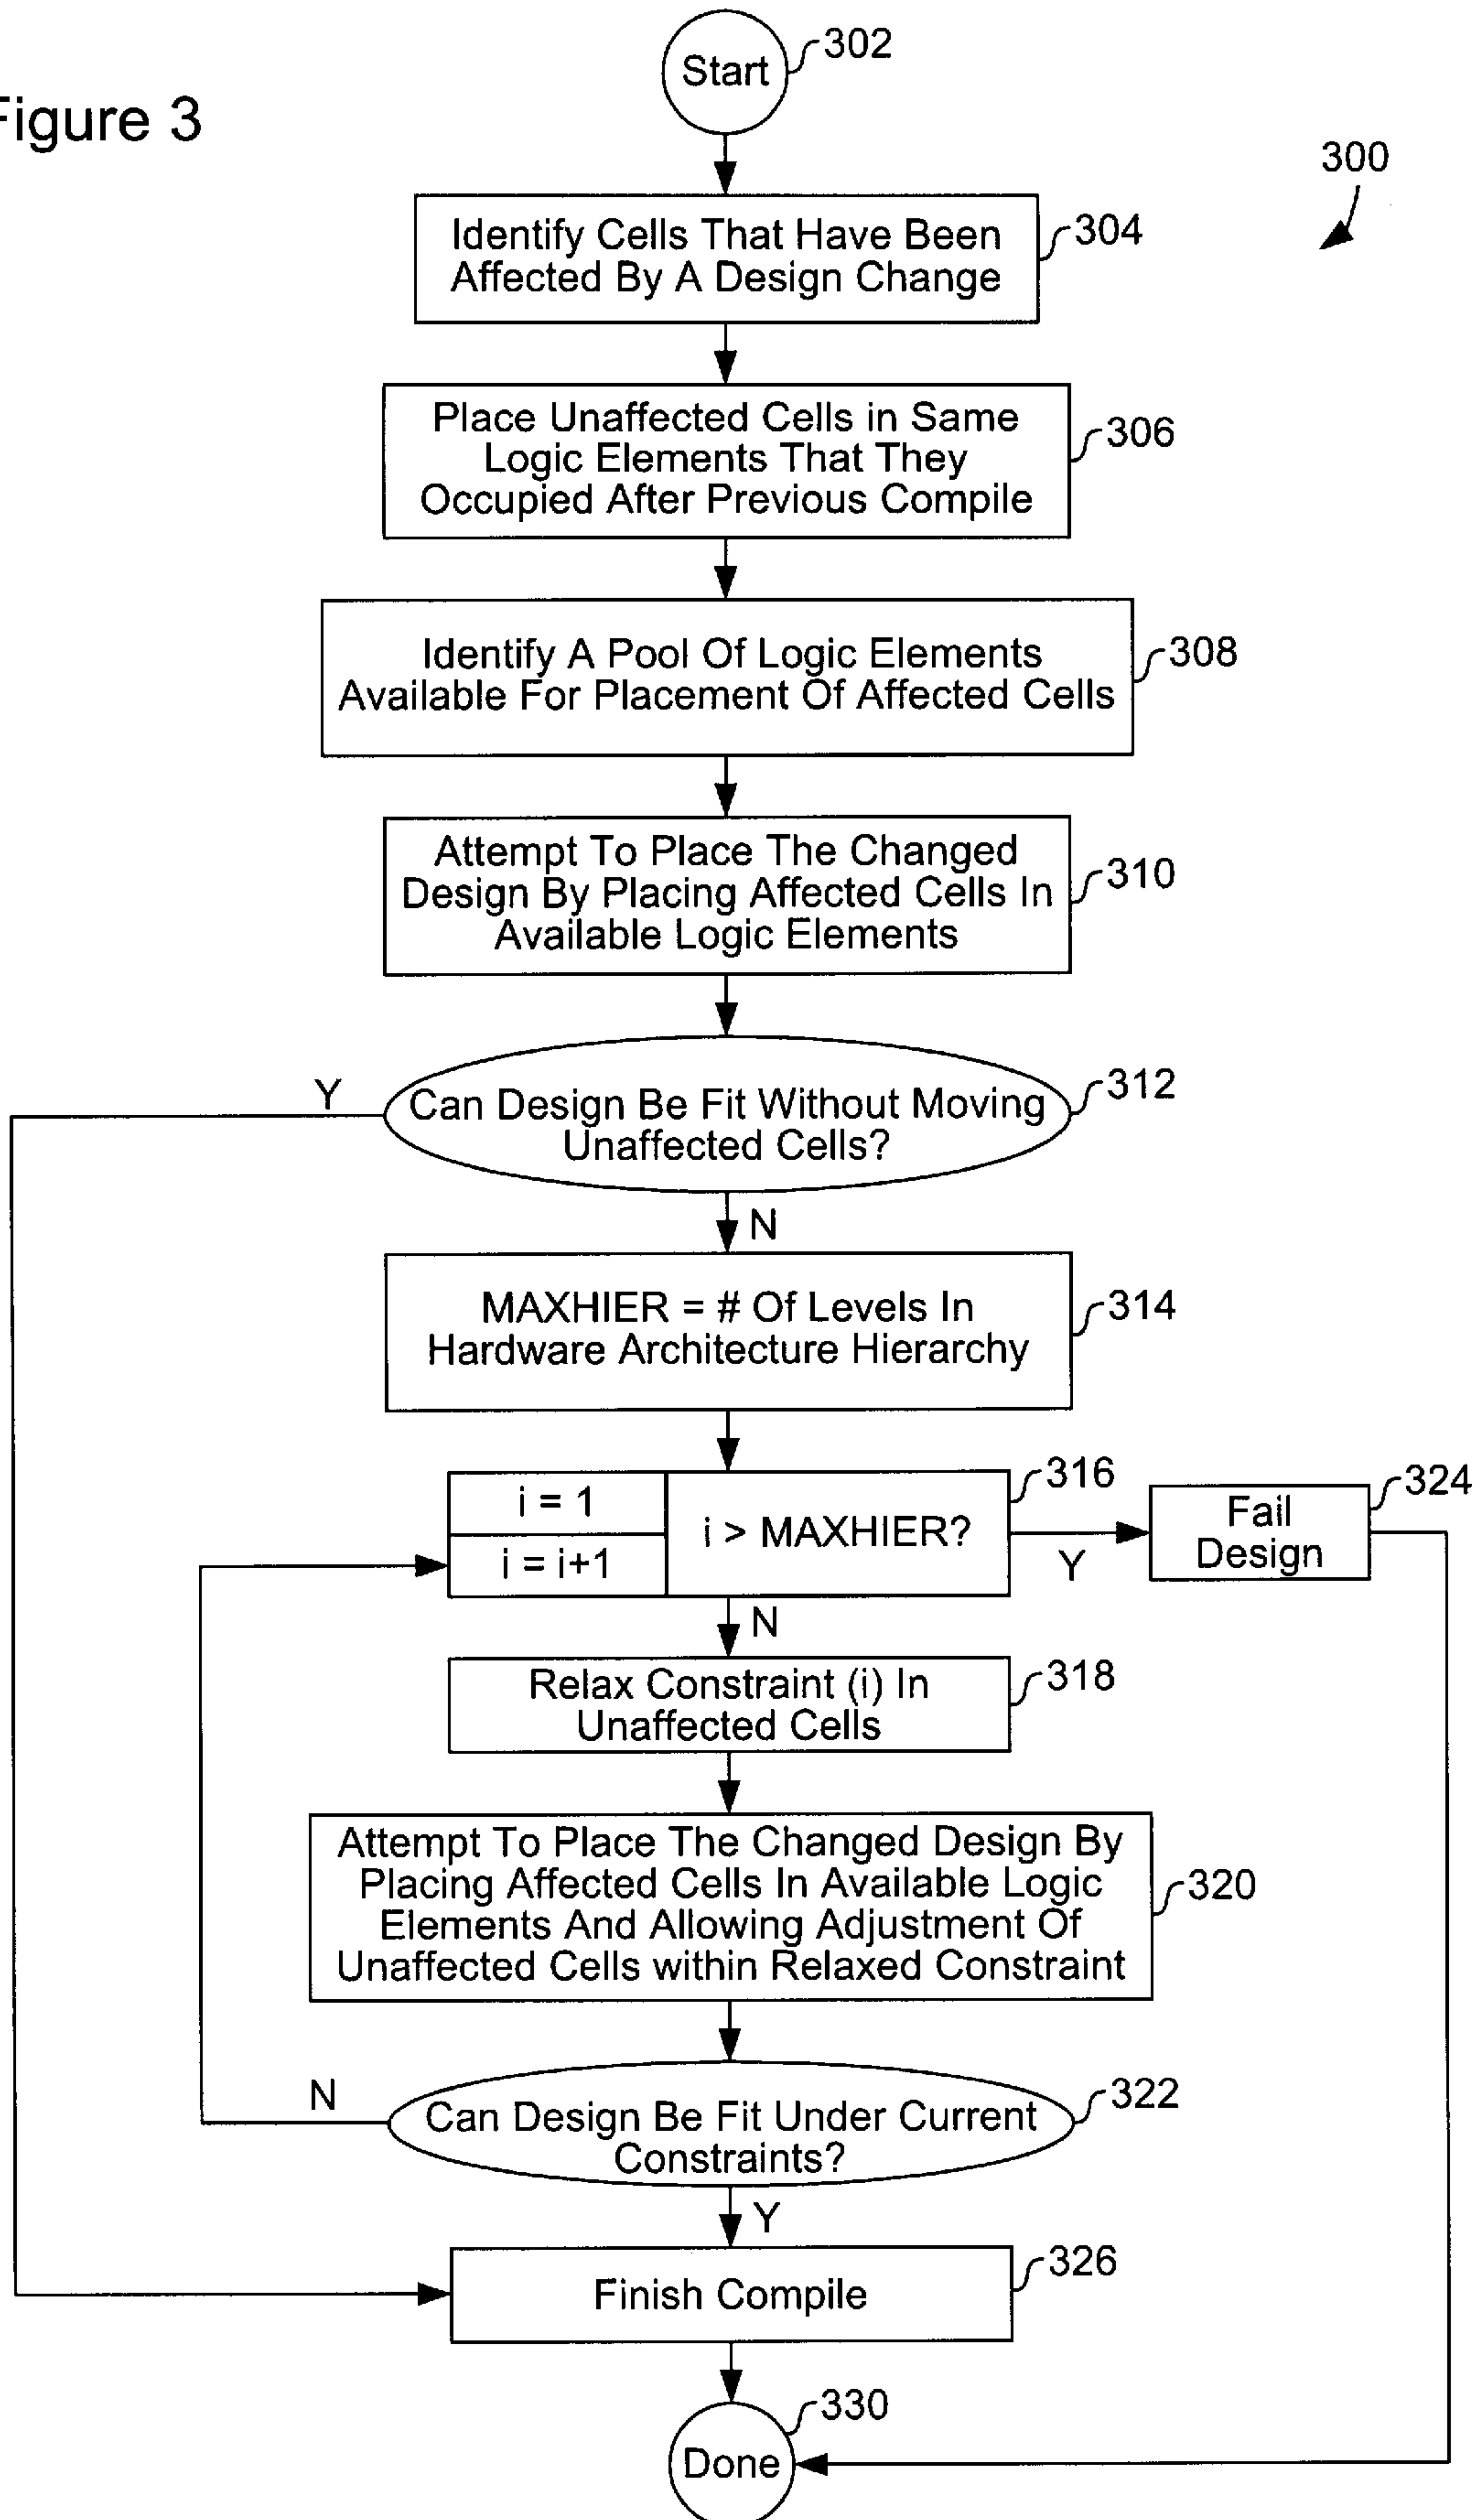 Start
302
Figure 3
300
Identify Cells That Have Been
Affected By A Design Change
304
Place Unaffected Cells in Same
Logic Elements That They
Occupied After Previous Compile
306
Identify A Pool Of Logic Elements
Available For Placement Of Affected Cells
308
Attempt To Place The Changed
Design By Placing Affected Cells In
Available Logic Elements
310
Y
Can Design Be Fit Without Moving
Unaffected Cells?
312
N
MAXHIER = # Of Levels In
Hardware Architecture Hierarchy
314
i = 1
i = i+1
i > MAXHIER?
316
Y
Fail
Design
324
N
Relax Constraint (i) In
Unaffected Cells
318
Attempt To Place The Changed Design By
Placing Affected Cells In Available Logic
Elements And Allowing Adjustment Of
Unaffected Cells within Relaxed Constraint
320
N
Can Design Be Fit Under Current
Constraints?
322
Y
Finish Compile
326
330
Done